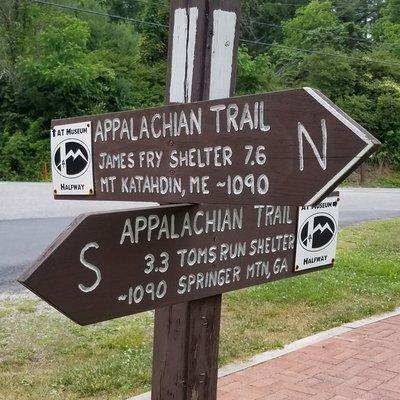 AT Museum
Halfway
APPALACHIAN TRAIL
JAMES FRY SHELTER 7.6
MT KATAHDIN, ME ~1090
N
S
APPALACHIAN TRAIL
3.3 TOMS RUN SHELTER
~1090 SPRINGER MTN, GA
AT Museum
Halfway